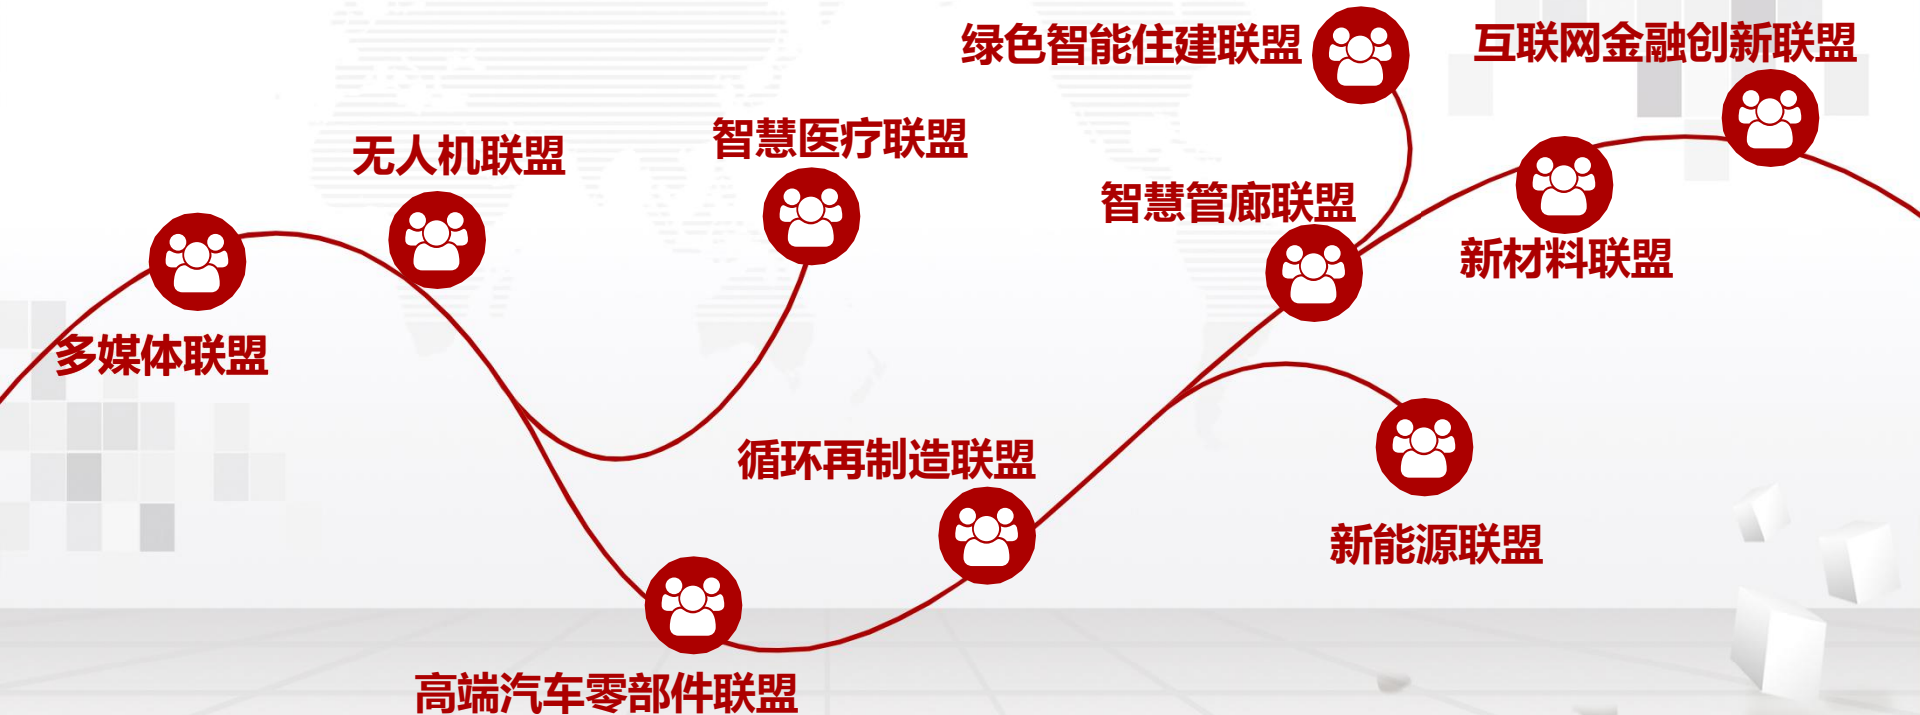 绿色智能住建联盟
互联网金融创新联盟
无人机联盟
智慧医疗联盟
智慧管廊联盟
新材料联盟
多媒体联盟
循环再制造联盟
新能源联盟
高端汽车零部件联盟